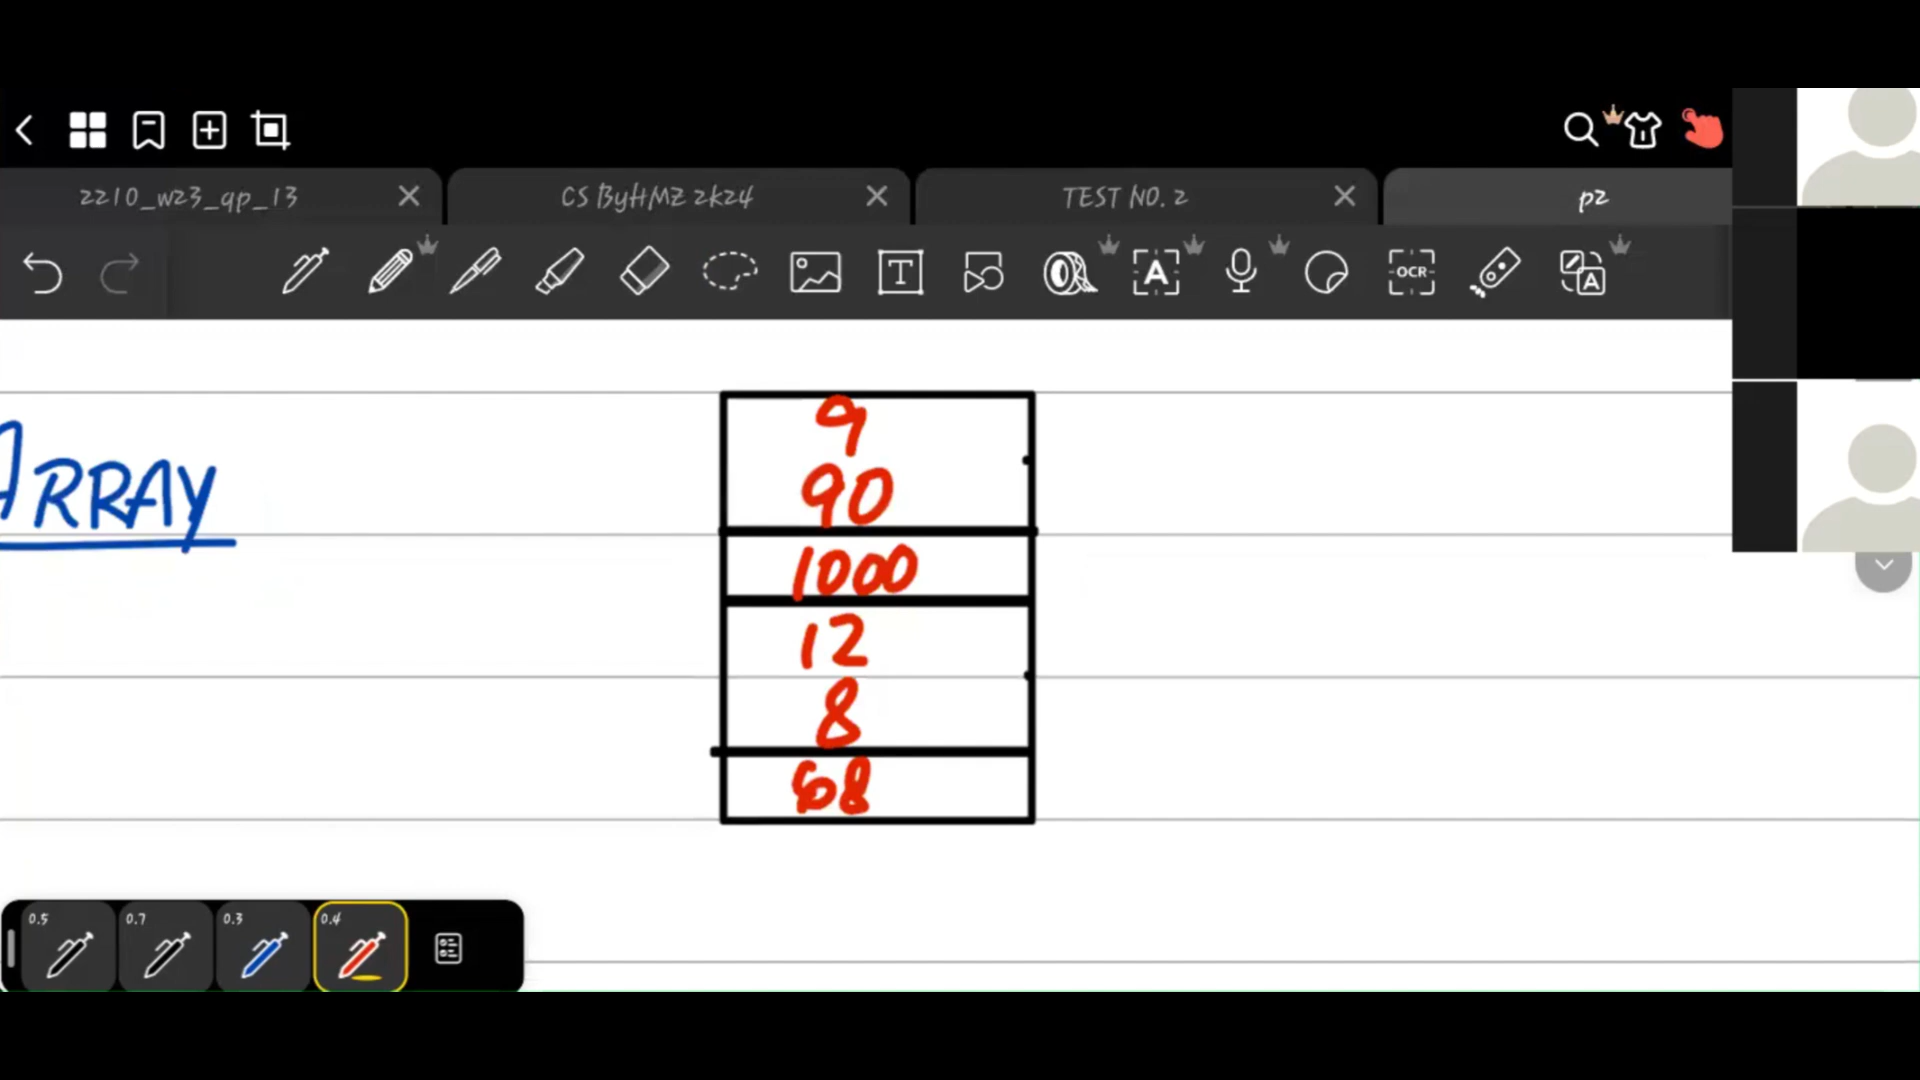 2210_w23_qp_13
CS ByHMZ 2k24
TEST NO. 2
p2
T
A
OCR
A
ARRAY
9
90
1000
12
8
68
0.5
0.7
0.3
0.4